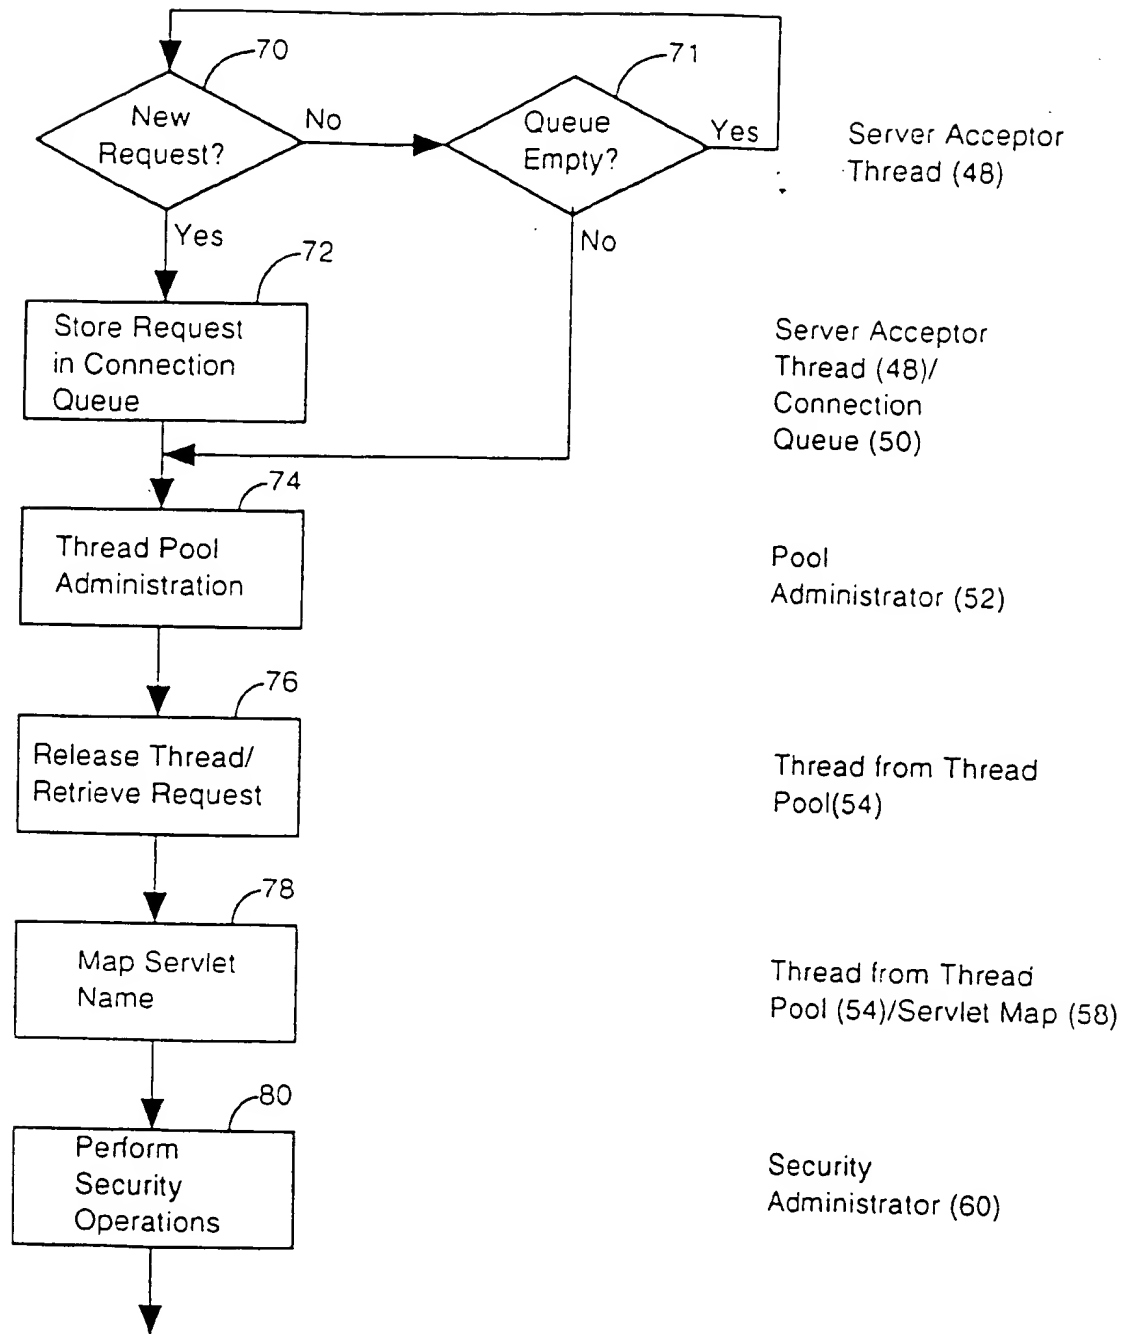 70
New
Request?
No
71
Queue
Empty?
Yes
Server Acceptor
Thread (48)
Yes
No
72
Store Request
in Connection
Queue
Server Acceptor
Thread (48)/
Connection
Queue (50)
74
Thread Pool
Administration
Pool
Administrator (52)
76
Release Thread/
Retrieve Request
Thread from Thread
Pool(54)
78
Map Servlet
Name
Thread from Thread
Pool (54)/Servlet Map (58)
80
Perform
Security
Operations
Security
Administrator (60)